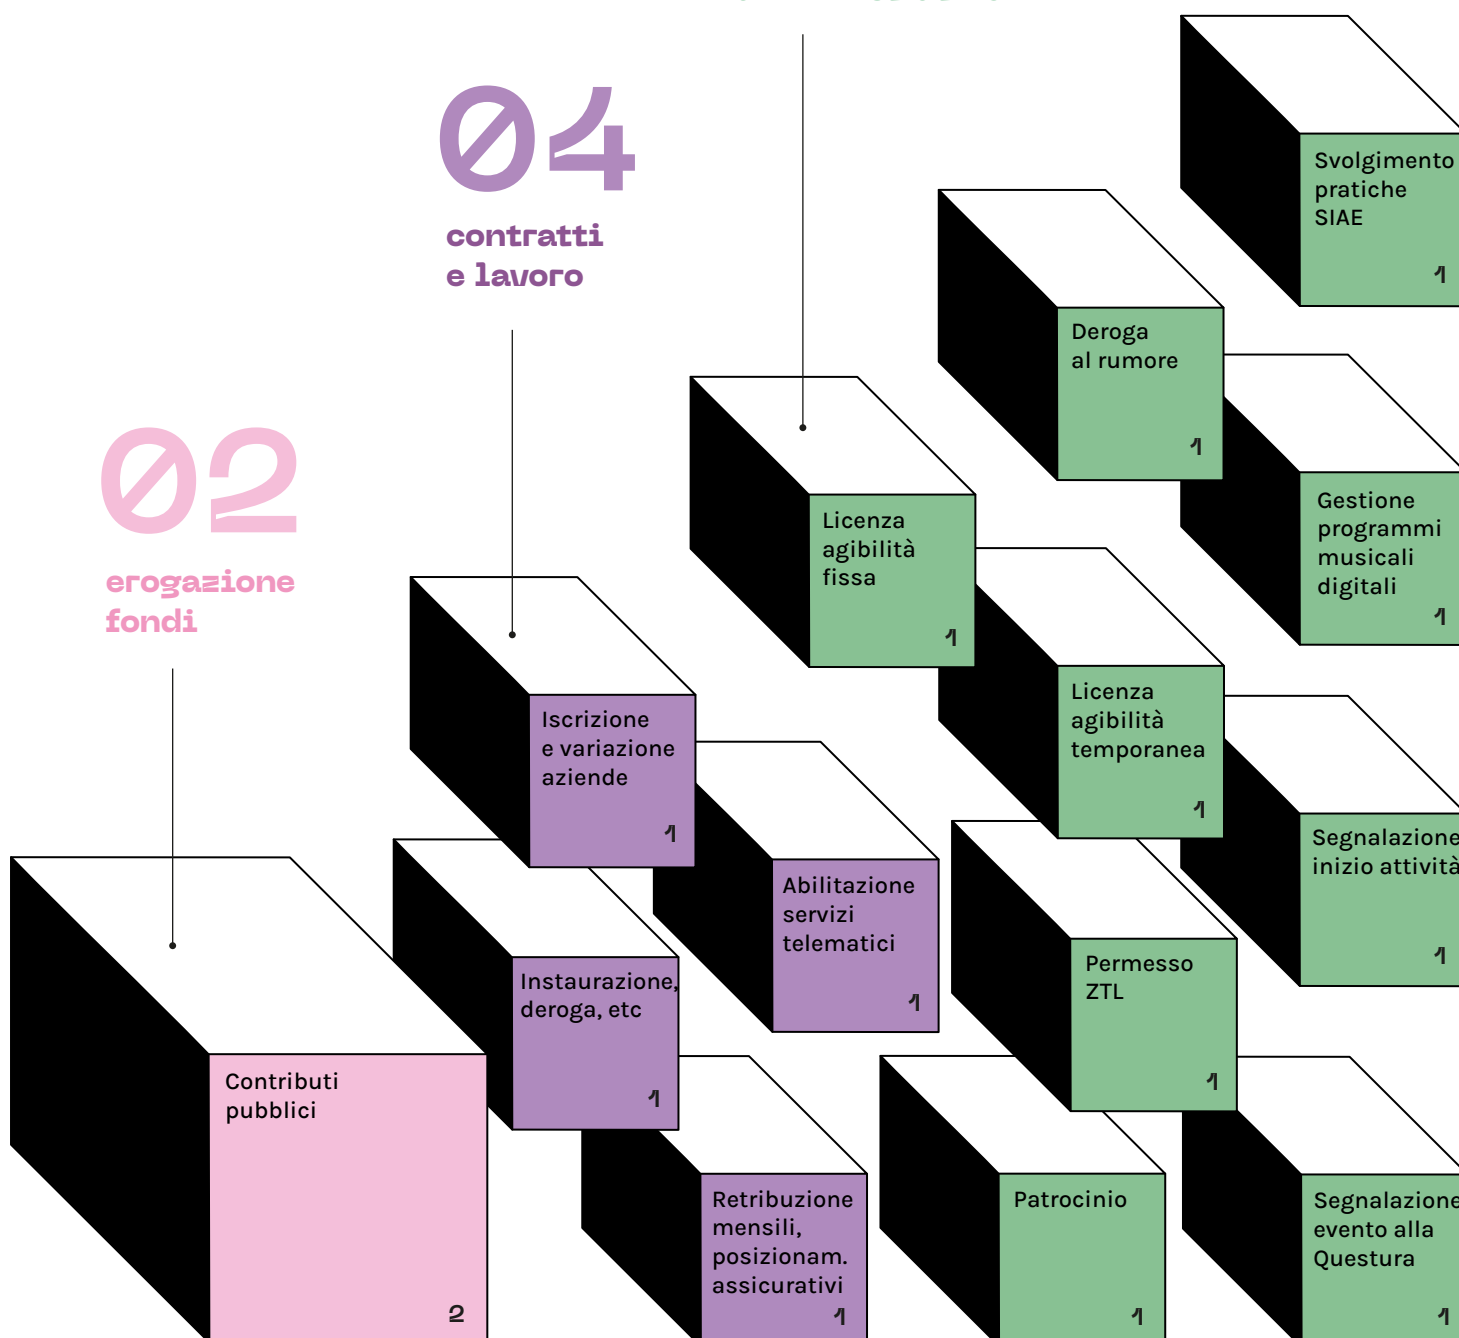 04
contratti
e lavoro
02
erogazione
fondi
Svolgimento
pratiche
SIAE
1
Deroga
al rumore
1
Gestione
programmi
musicali
digitali
1
Licenza
agibilità
fissa
1
Licenza
agibilità
temporanea
1
Iscrizione
e variazione
aziende
1
Segnalazione
inizio attività
1
Abilitazione
servizi
telematici
1
Permesso
ZTL
1
Instaurazione,
deroga, etc
1
Contributi
pubblici
2
Retribuzione
mensili,
posizionam.
assicurativi
1
Patrocinio
1
Segnalazione
evento alla
Questura
1